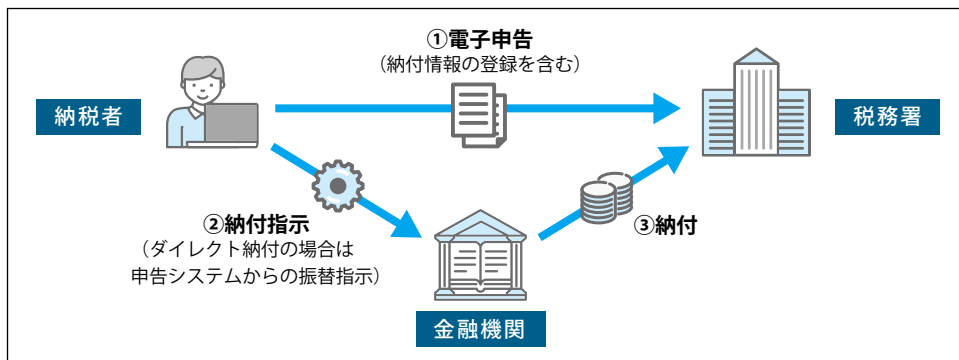 ①電子申告
（納付情報の登録を含む）
納税者
税務署
②納付指示
（ダイレクト納付の場合は
申告システムからの振替指示）
③納付
金融機関